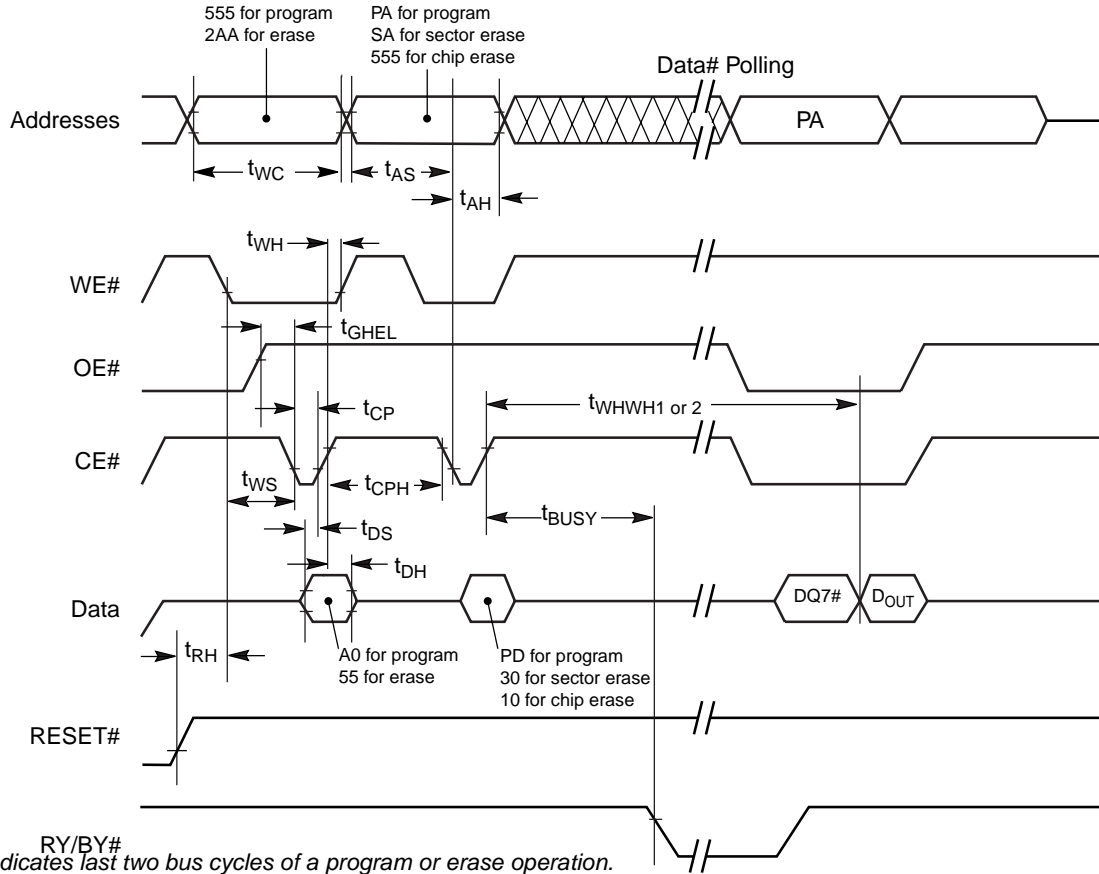 555 for program
2AA for erase
PA for program
SA for sector erase
555 for chip erase
Data# Polling
Addresses
PA
tWC
tAS
tAH
tWH
WE#
tGHEL
OE#
tWHWH1 or 2
tCP
CE#
tWS
tCPH
tBUSY
tDS
tDH
Data
DQ7#
DOUT
tRH
A0 for program
55 for erase
PD for program
30 for sector erase
10 for chip erase
RESET#
RY/BY#
dicates last two bus cycles of a program or erase operation.